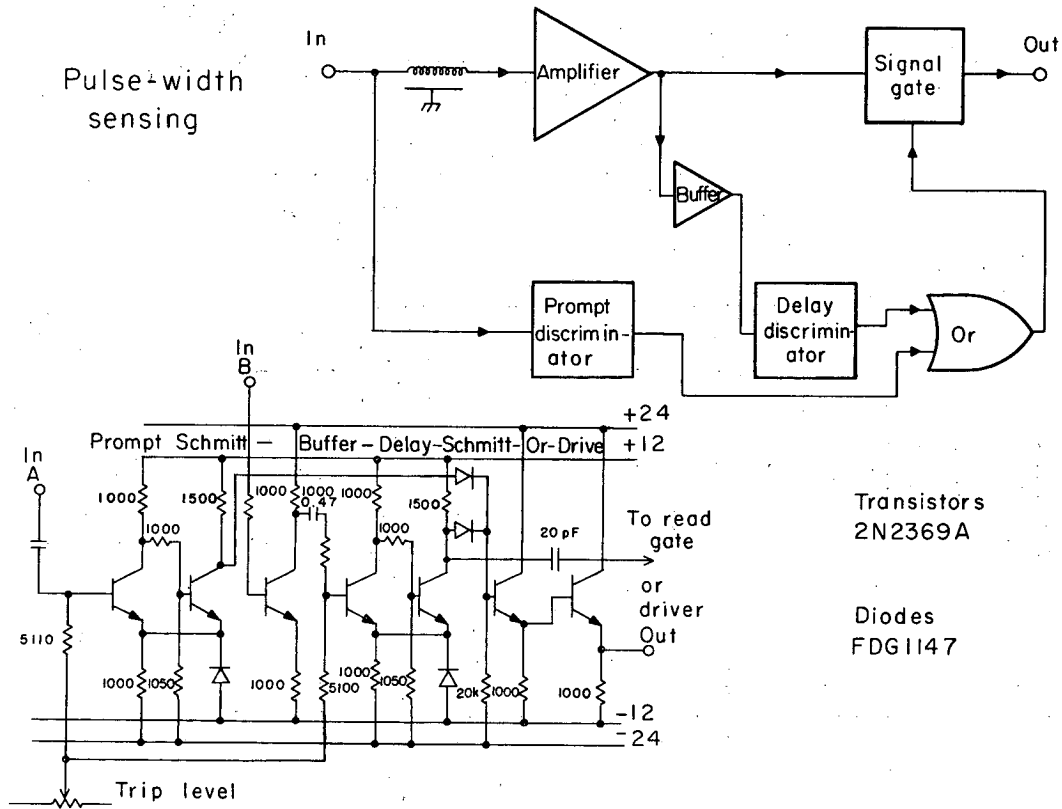 Pulse-width
sensing
In
Amplifier
Signal
gate
Out
Buffer
Prompt
discrimin-
ator
Delay
discrimin-
ator
Or
In
B
+24
Prompt Schmitt - Buffer-Delay-Schmitt-Or-Drive +12
In
A
1000
1500
1000
1000
0.47
1000
1500
1000
1000
20 pF
To read
gate
or
driver
Out
5110
1000
1050
1000
5100
1000
1050
20k
1000
1000
-12
-24
Trip level
Transistors
2N2369A
Diodes
FDG1147